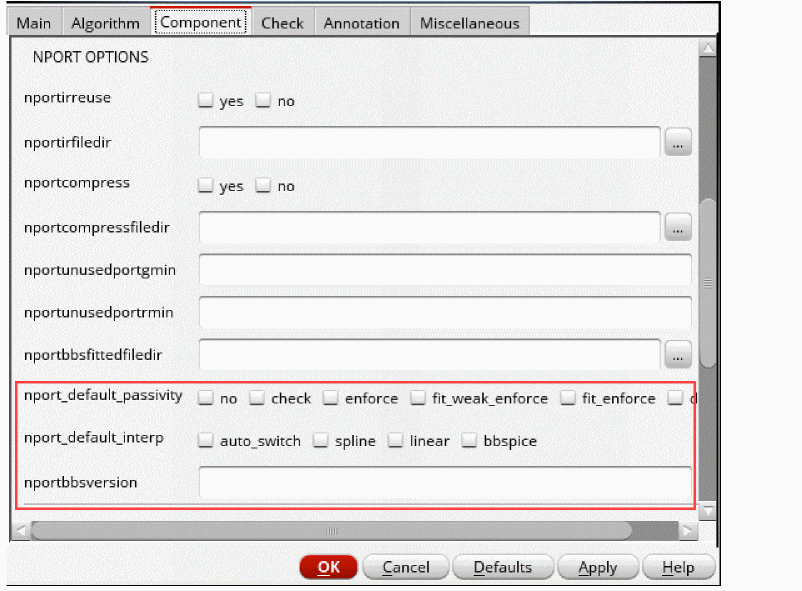 Main Algorithm Component Check Annotation Miscellaneous
NPORT OPTIONS
nportirreuse yes no
nportirfiledir ...
nportcompress yes no
nportcompressfiledir ...
nportunusedportgmin
nportunusedportrmin
nportbbsfittedfiledir ...
nport_default_passivity no check enforce fit_weak_enforce fit_enforce
nport_default_interp auto_switch spline linear bbspice
nportbbsversion
OK Cancel Defaults Apply Help